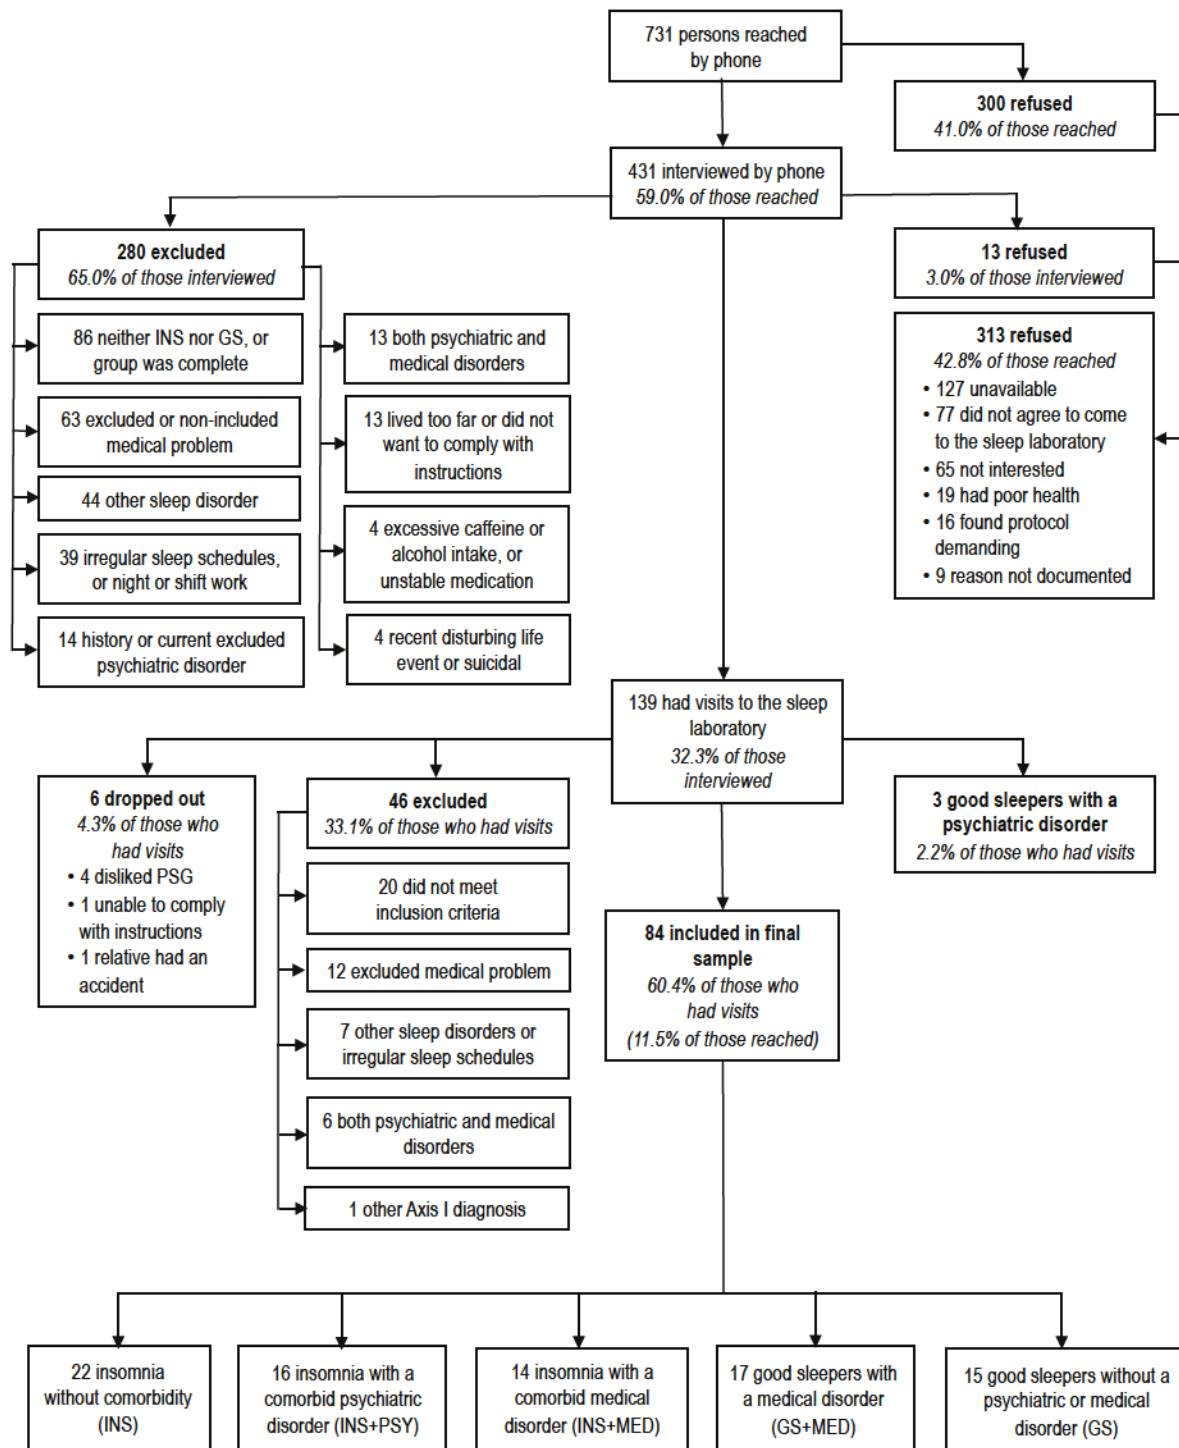 731 persons reached
by phone
300 refused
41.0% of those reached
431 interviewed by phone
59.0% of those reached
280 excluded
65.0% of those interviewed
13 refused
3.0% of those interviewed
86 neither INS nor GS, or
group was complete
63 excluded or non-included
medical problem
44 other sleep disorder
39 irregular sleep schedules,
or night or shift work
14 history or current excluded
psychiatric disorder
13 both psychiatric and
medical disorders
13 lived too far or did not
want to comply with
instructions
4 excessive caffeine or
alcohol intake, or
unstable medication
4 recent disturbing life
event or suicidal
313 refused
42.8% of those reached
• 127 unavailable
• 77 did not agree to come
to the sleep laboratory
• 65 not interested
• 19 had poor health
• 16 found protocol
demanding
• 9 reason not documented
139 had visits to the sleep
laboratory
32.3% of those
interviewed
6 dropped out
4.3% of those who
had visits
• 4 disliked PSG
• 1 unable to comply
with instructions
• 1 relative had an
accident
46 excluded
33.1% of those who had visits
20 did not meet
inclusion criteria
12 excluded medical problem
7 other sleep disorders or
irregular sleep schedules
6 both psychiatric and medical
disorders
1 other Axis I diagnosis
3 good sleepers with a
psychiatric disorder
2.2% of those who had visits
84 included in final
sample
60.4% of those who
had visits
(11.5% of those reached)
22 insomnia
without comorbidity
(INS)
16 insomnia with a
comorbid psychiatric
disorder (INS+PSY)
14 insomnia with a
comorbid medical
disorder (INS+MED)
17 good sleepers with
a medical disorder
(GS+MED)
15 good sleepers without a
psychiatric or medical
disorder (GS)